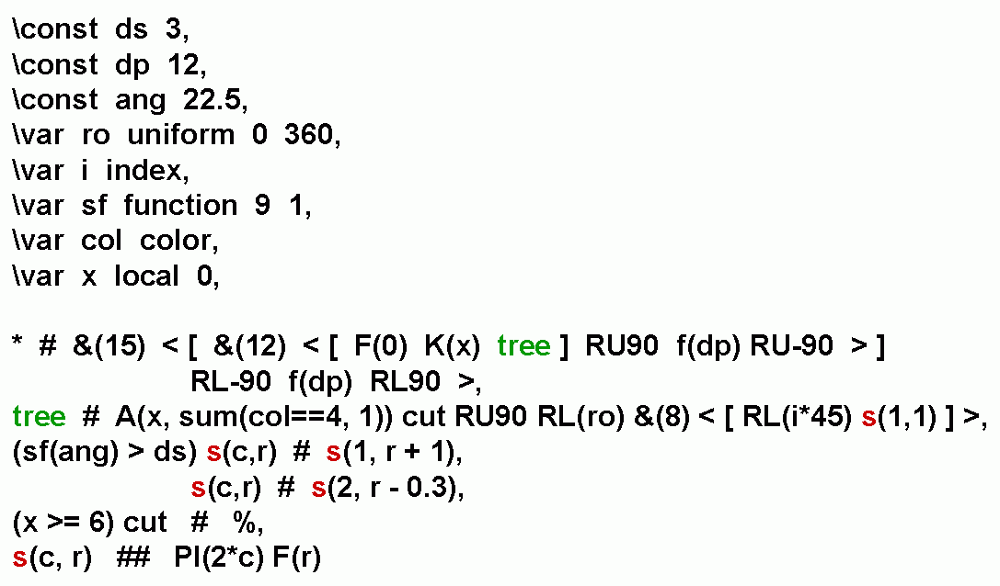 \const ds 3,
\const dp 12,
\const ang 22.5,
\var ro uniform 0 360,
\var i index,
\var sf function 9 1,
\var col color,
\var x local 0,
* # &(15) < [ &(12) < [ F(0) K(x) tree ] RU90 f(dp) RU-90 > ]
RL-90 f(dp) RL90 >,
tree # A(x, sum(col==4, 1)) cut RU90 RL(ro) &(8) < [ RL(i*45) s(1,1) ] >,
(sf(ang) > ds) s(c,r) # s(1, r + 1),
s(c,r) # s(2, r - 0.3),
(x >= 6) cut # %,
s(c, r) ## Pl(2*c) F(r)